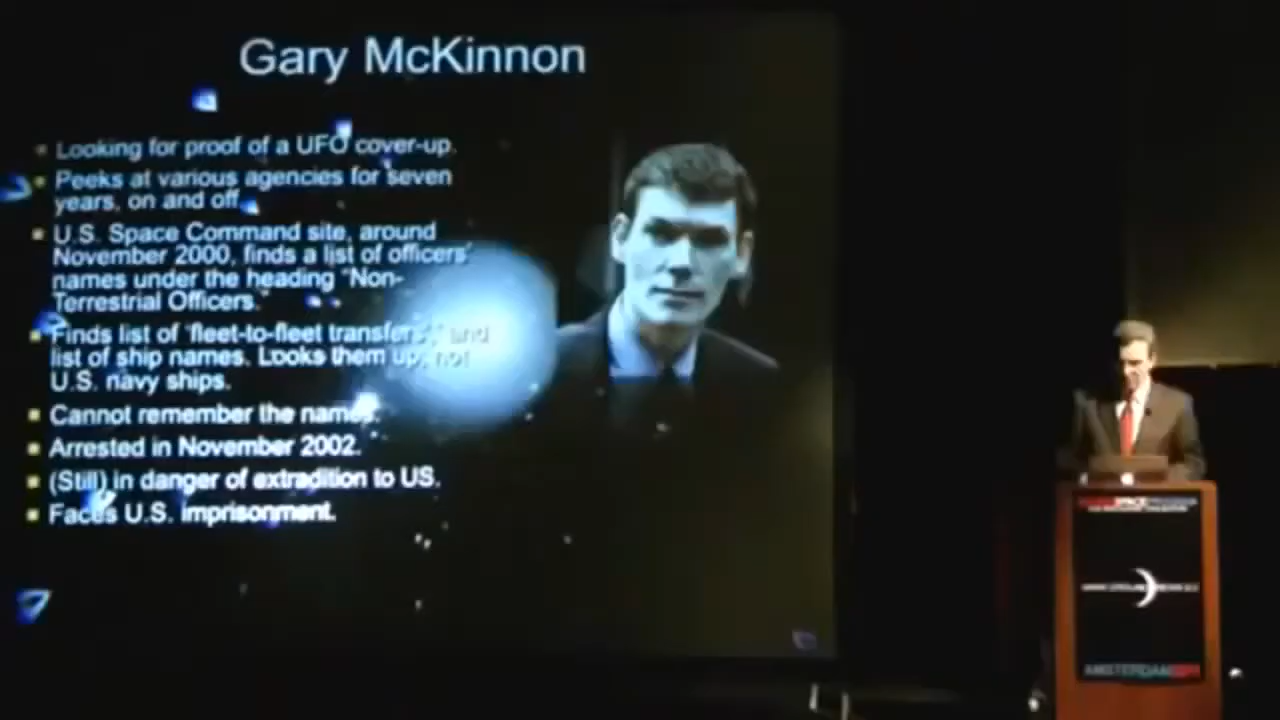 Gary McKinnon
Looking for proof of a UFO cover-up.
Peeks at various agencies for seven
years, on and off.
U.S. Space Command site, around
November 2000, finds a list of officers'
names under the heading "Non-
Terrestrial Officers."
Finds list of "fleet-to-fleet transfers", and
list of ship names. Looks them up, not
U.S. navy ships.
Cannot remember the names.
Arrested in November 2002.
(Still) in danger of extradition to US.
Faces U.S. imprisonment.
AMSTERDAM